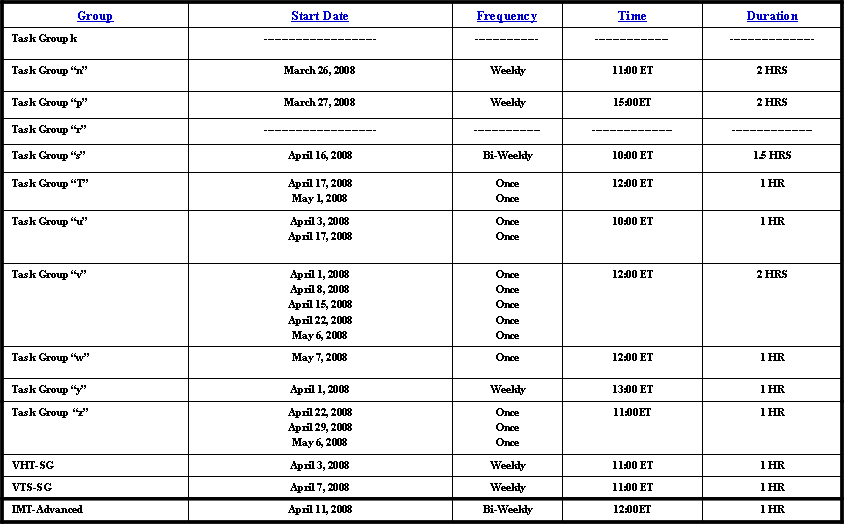 Group Start Date Frequency Time Duration
Task Group k ------------------------------ ----------------- -------------------- -----------------------
Task Group “n” March 26, 2008 Weekly 11:00 ET 2 HRS
Task Group “p” March 27, 2008 Weekly 15:00ET 2 HRS
Task Group “r” ------------------------------ ------------------ ---------------------- ----------------------
Task Group “s” April 16, 2008 Bi-Weekly 10:00 ET 1.5 HRS
Task Group “T” April 17, 2008 Once 12:00 ET 1 HR
May 1, 2008 Once
Task Group “u” April 3, 2008 Once 10:00 ET 1 HR
April 17, 2008 Once
Task Group “v” April 1, 2008 Once 12:00 ET 2 HRS
April 8, 2008 Once
April 15, 2008 Once
April 22, 2008 Once
May 6, 2008 Once
Task Group “w” May 7, 2008 Once 12:00 ET 1 HR
Task Group “y” April 1, 2008 Weekly 13:00 ET 1 HR
Task Group “z” April 22, 2008 Once 11:00ET 1 HR
April 29, 2008 Once
May 6, 2008 Once
VHT-SG April 3, 2008 Weekly 11:00 ET 1 HR
VTS-SG April 7, 2008 Weekly 11:00 ET 1 HR
IMT-Advanced April 11, 2008 Bi-Weekly 12:00ET 1 HR